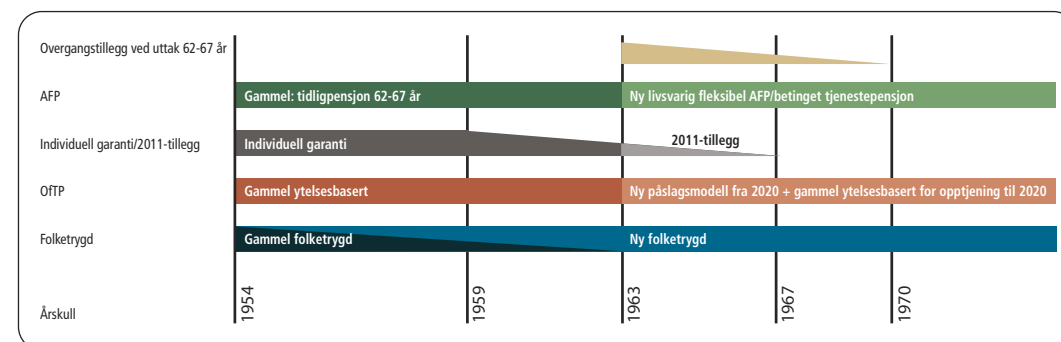 Overgangstillegg ved uttak 62-67 år
AFP
Gammel: tidligpensjon 62-67 år
Ny livsvarig fleksibel AFP/betinget tjenestepensjon
Individuell garanti/2011-tillegg
Individuell garanti
2011-tillegg
OfTP
Gammel ytelsesbasert
Ny påslagsmodell fra 2020 + gammel ytelsesbasert for opptjening til 2020
Folketrygd
Gammel folketrygd
Ny folketrygd
Årskull
1954
1959
1963
1967
1970